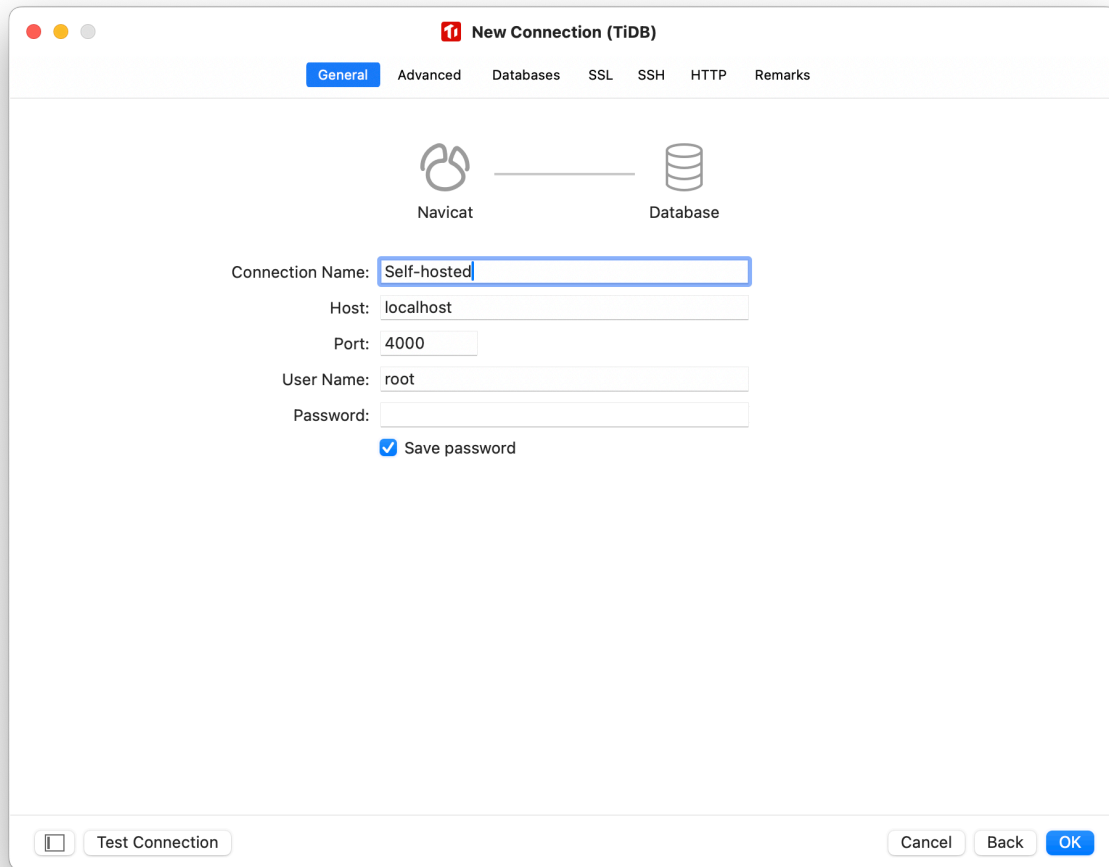 New Connection (TiDB)
General Advanced Databases SSL SSH HTTP Remarks
Navicat Database
Connection Name: Self-hosted
Host: localhost
Port: 4000
User Name: root
Password:
Save password
Test Connection Cancel Back OK